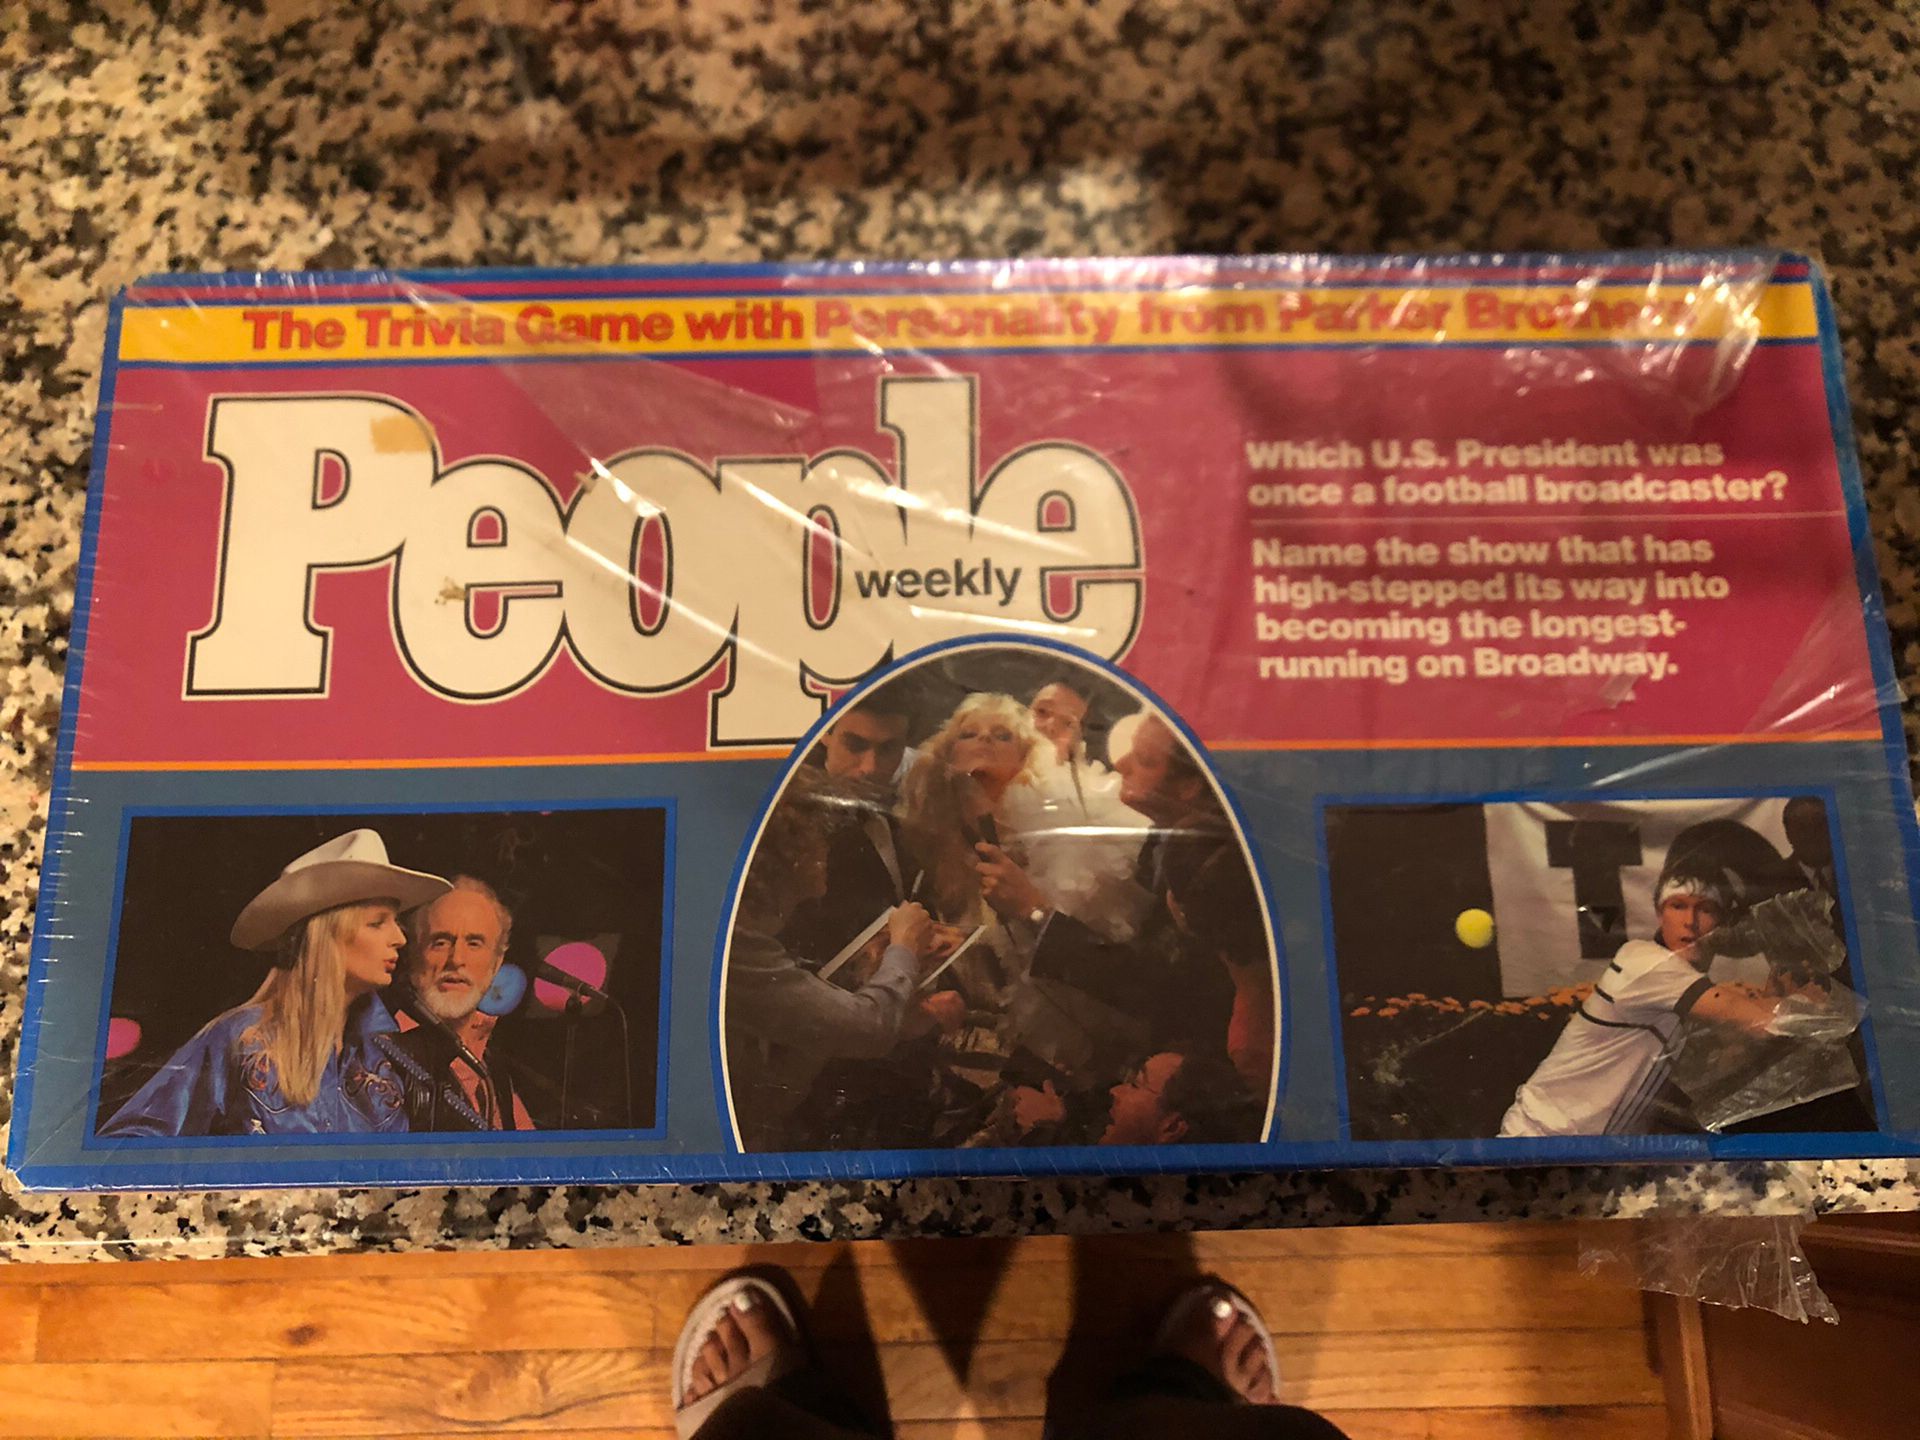 The Trivia Game with Personality from Parker Brothers
People
weekly
Which U.S. President was
once a football broadcaster?
Name the show that has
high-stepped its way into
becoming the longest-
running on Broadway.